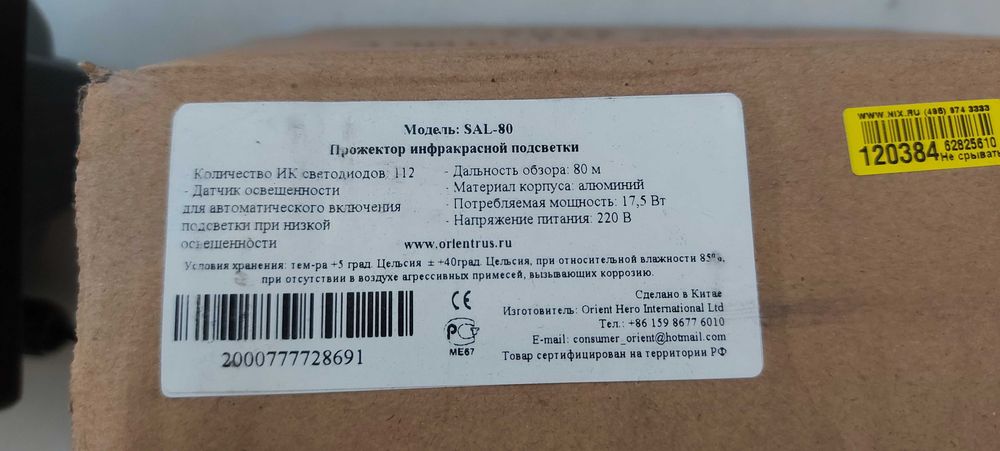 Модель: SAL-80
Прожектор инфракрасной подсветки
- Количество ИК светодиодов: 112
- Датчик освещенности
для автоматического включения
подсветки при низкой
освещенности
- Дальность обзора: 80 м
- Материал корпуса: алюминий
- Потребляемая мощность: 17,5 Вт
- Напряжение питания: 220 В
www.orientrus.ru
Условия хранения: тем-ра +5 град. Цельсия ± +40град. Цельсия, при относительной влажности 85%,
при отсутствии в воздухе агрессивных примесей, вызывающих коррозию.
2000777728691
CE
РСТ
ME67
Сделано в Китае
Изготовитель: Orient Hero International Ltd
Тел.: +86 159 8677 6010
E-mail: consumer_orient@hotmail.com
Товар сертифицирован на территории РФ
WWW.NIX.RU (495) 974 3333
120384 62825610
Не срывать